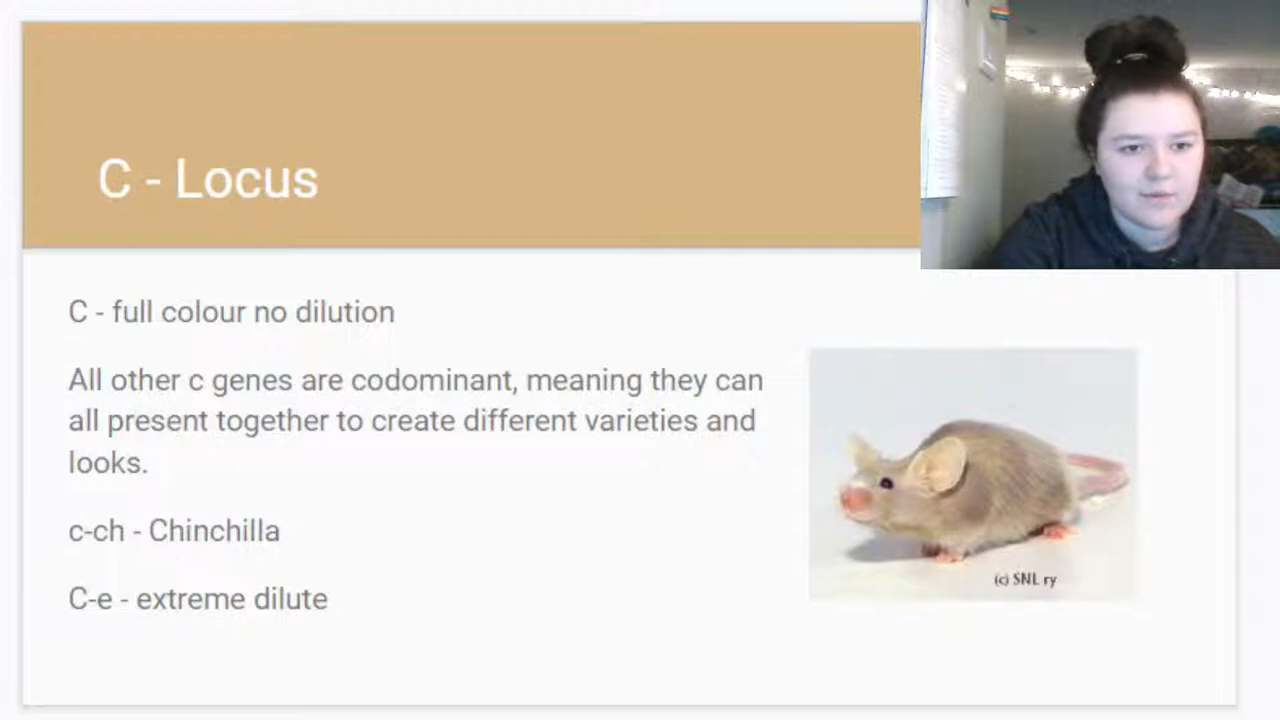 C - Locus
C - full colour no dilution
All other c genes are codominant, meaning they can
all present together to create different varieties and
looks.
c-ch - Chinchilla
C-e - extreme dilute
(c) SNL ry